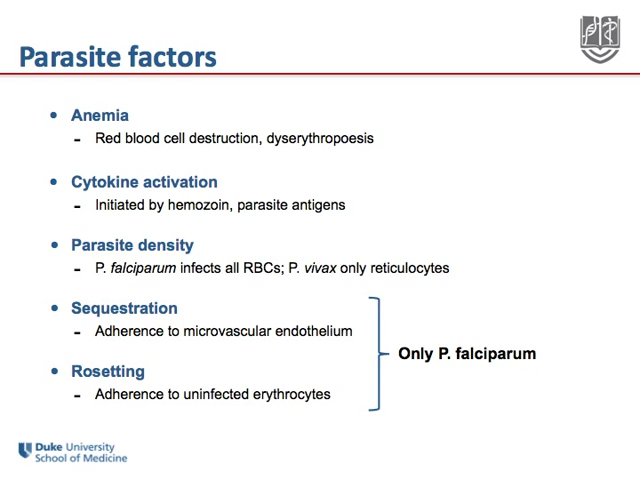 Parasite factors
• Anemia
- Red blood cell destruction, dyserythropoesis
• Cytokine activation
- Initiated by hemozoin, parasite antigens
• Parasite density
- P. falciparum infects all RBCs; P. vivax only reticulocytes
• Sequestration
- Adherence to microvascular endothelium
Only P. falciparum
• Rosetting
- Adherence to uninfected erythrocytes
Duke University
School of Medicine